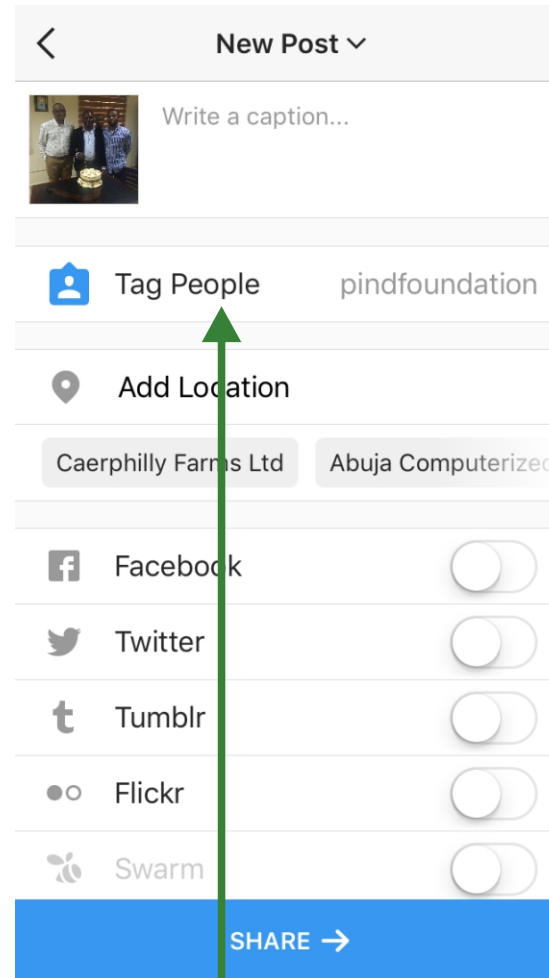 New Post
Write a caption...
Tag People pindfoundation
Add Location
Caerphilly Farms Ltd Abuja Computerized
Facebook
Twitter
Tumblr
Flickr
Swarm
SHARE →